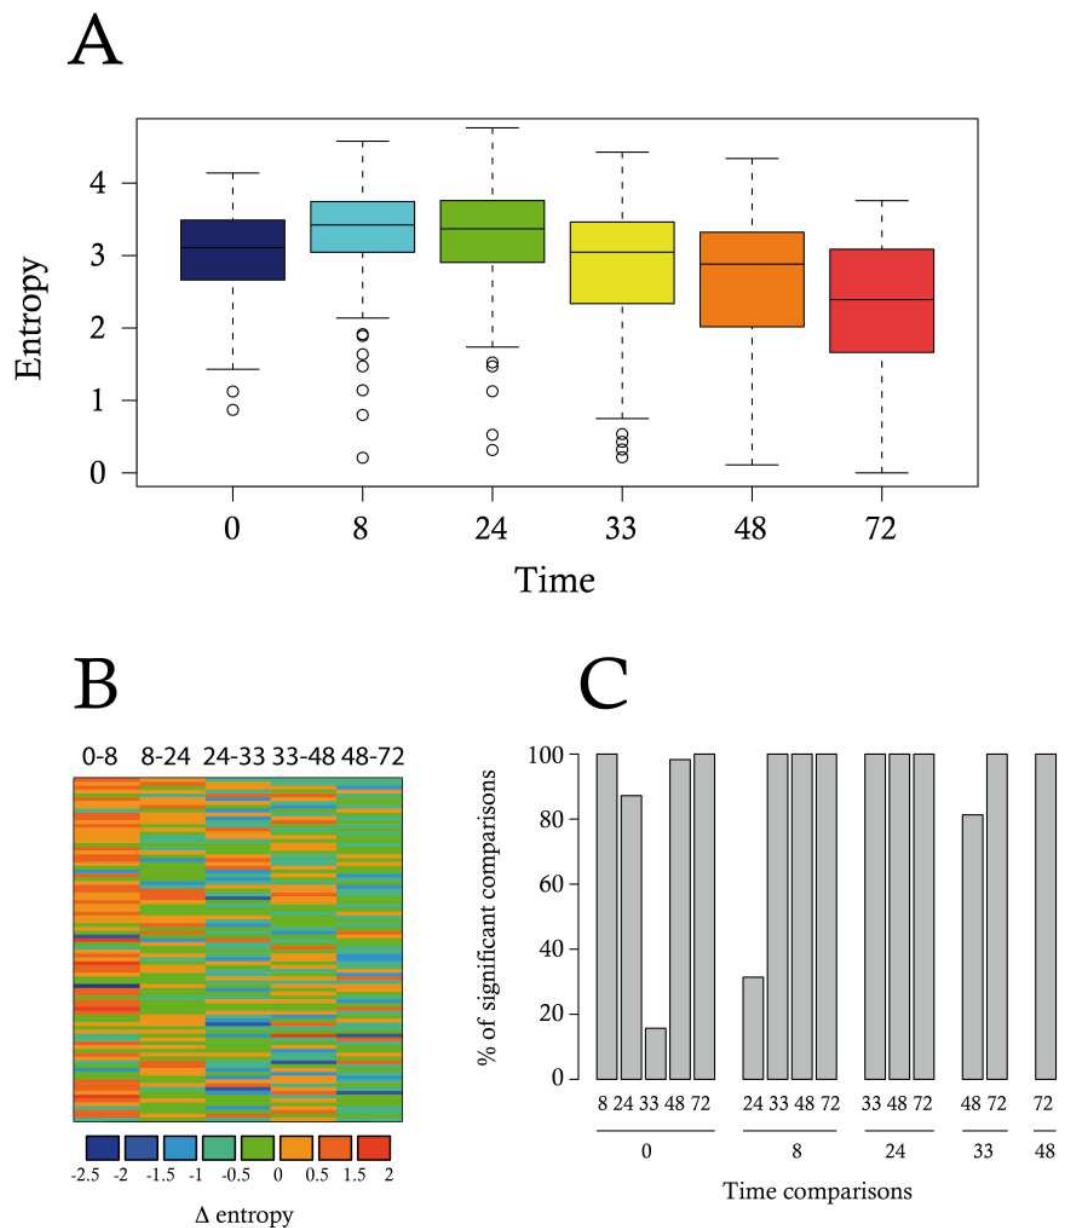 A
Entropy
4
3
2
1
0
0 8 24 33 48 72
Time
B
0-8 8-24 24-33 33-48 48-72
-2.5 -2 -1.5 -1 -0.5 0 0.5 1.5 2
Δ entropy
C
% of significant comparisons
100
80
60
40
20
0
8 24 33 48 72 24 33 48 72 33 48 72 48 72 72
0 8 24 33 48
Time comparisons